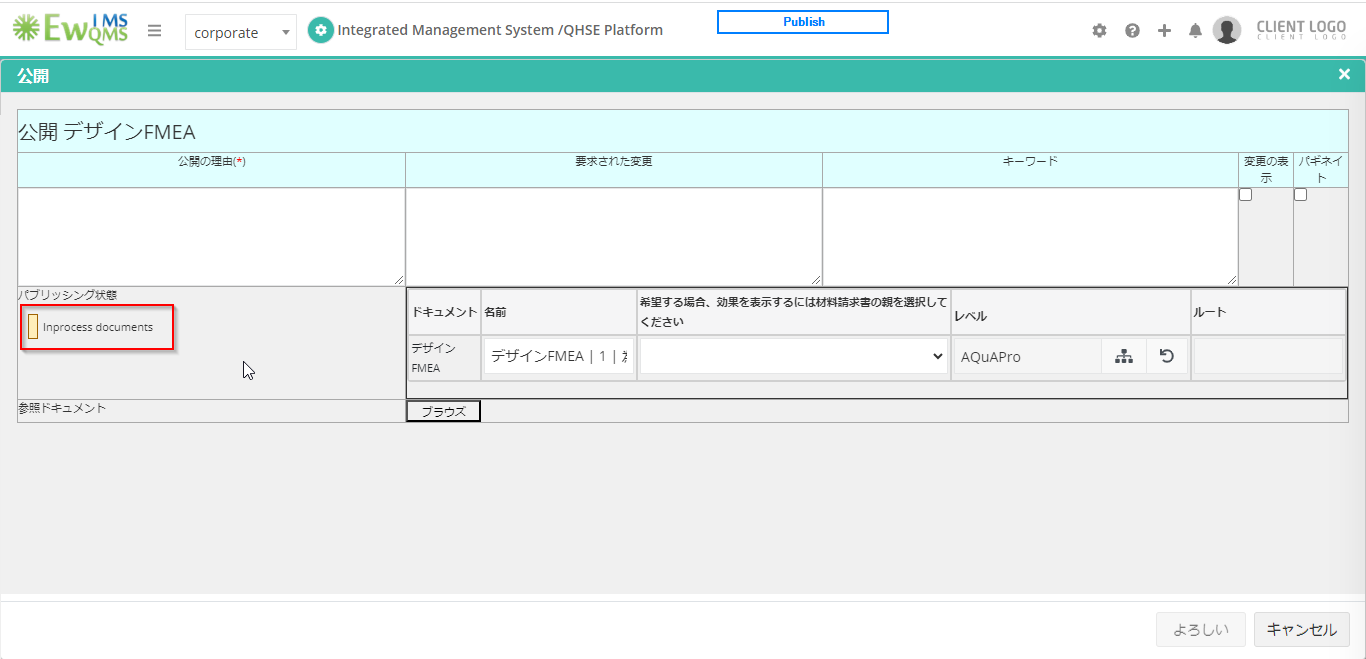 Ew IMS QMS
corporate
Integrated Management System /QHSE Platform
Publish
CLIENT LOGO
CLIENT LOGO
公開
公開 デザインFMEA
公開の理由(*)
要求された変更
キーワード
変更の表示
パギネイト
パブリッシング状態
Inprocess documents
ドキュメント
名前
希望する場合、効果を表示するには材料請求書の親を選択して
ください
レベル
ルート
デザイン
FMEA
デザインFMEA | 1 |
AQuAPro
参照ドキュメント
ブラウズ
よろしい
キャンセル